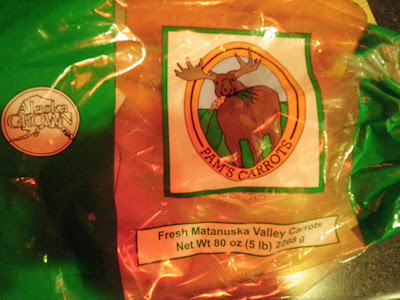 Alaska
GROWN
PAM'S CARROTS
Fresh Matanuska Valley Carrots
Net Wt 80 oz (5 lb) 2268 g